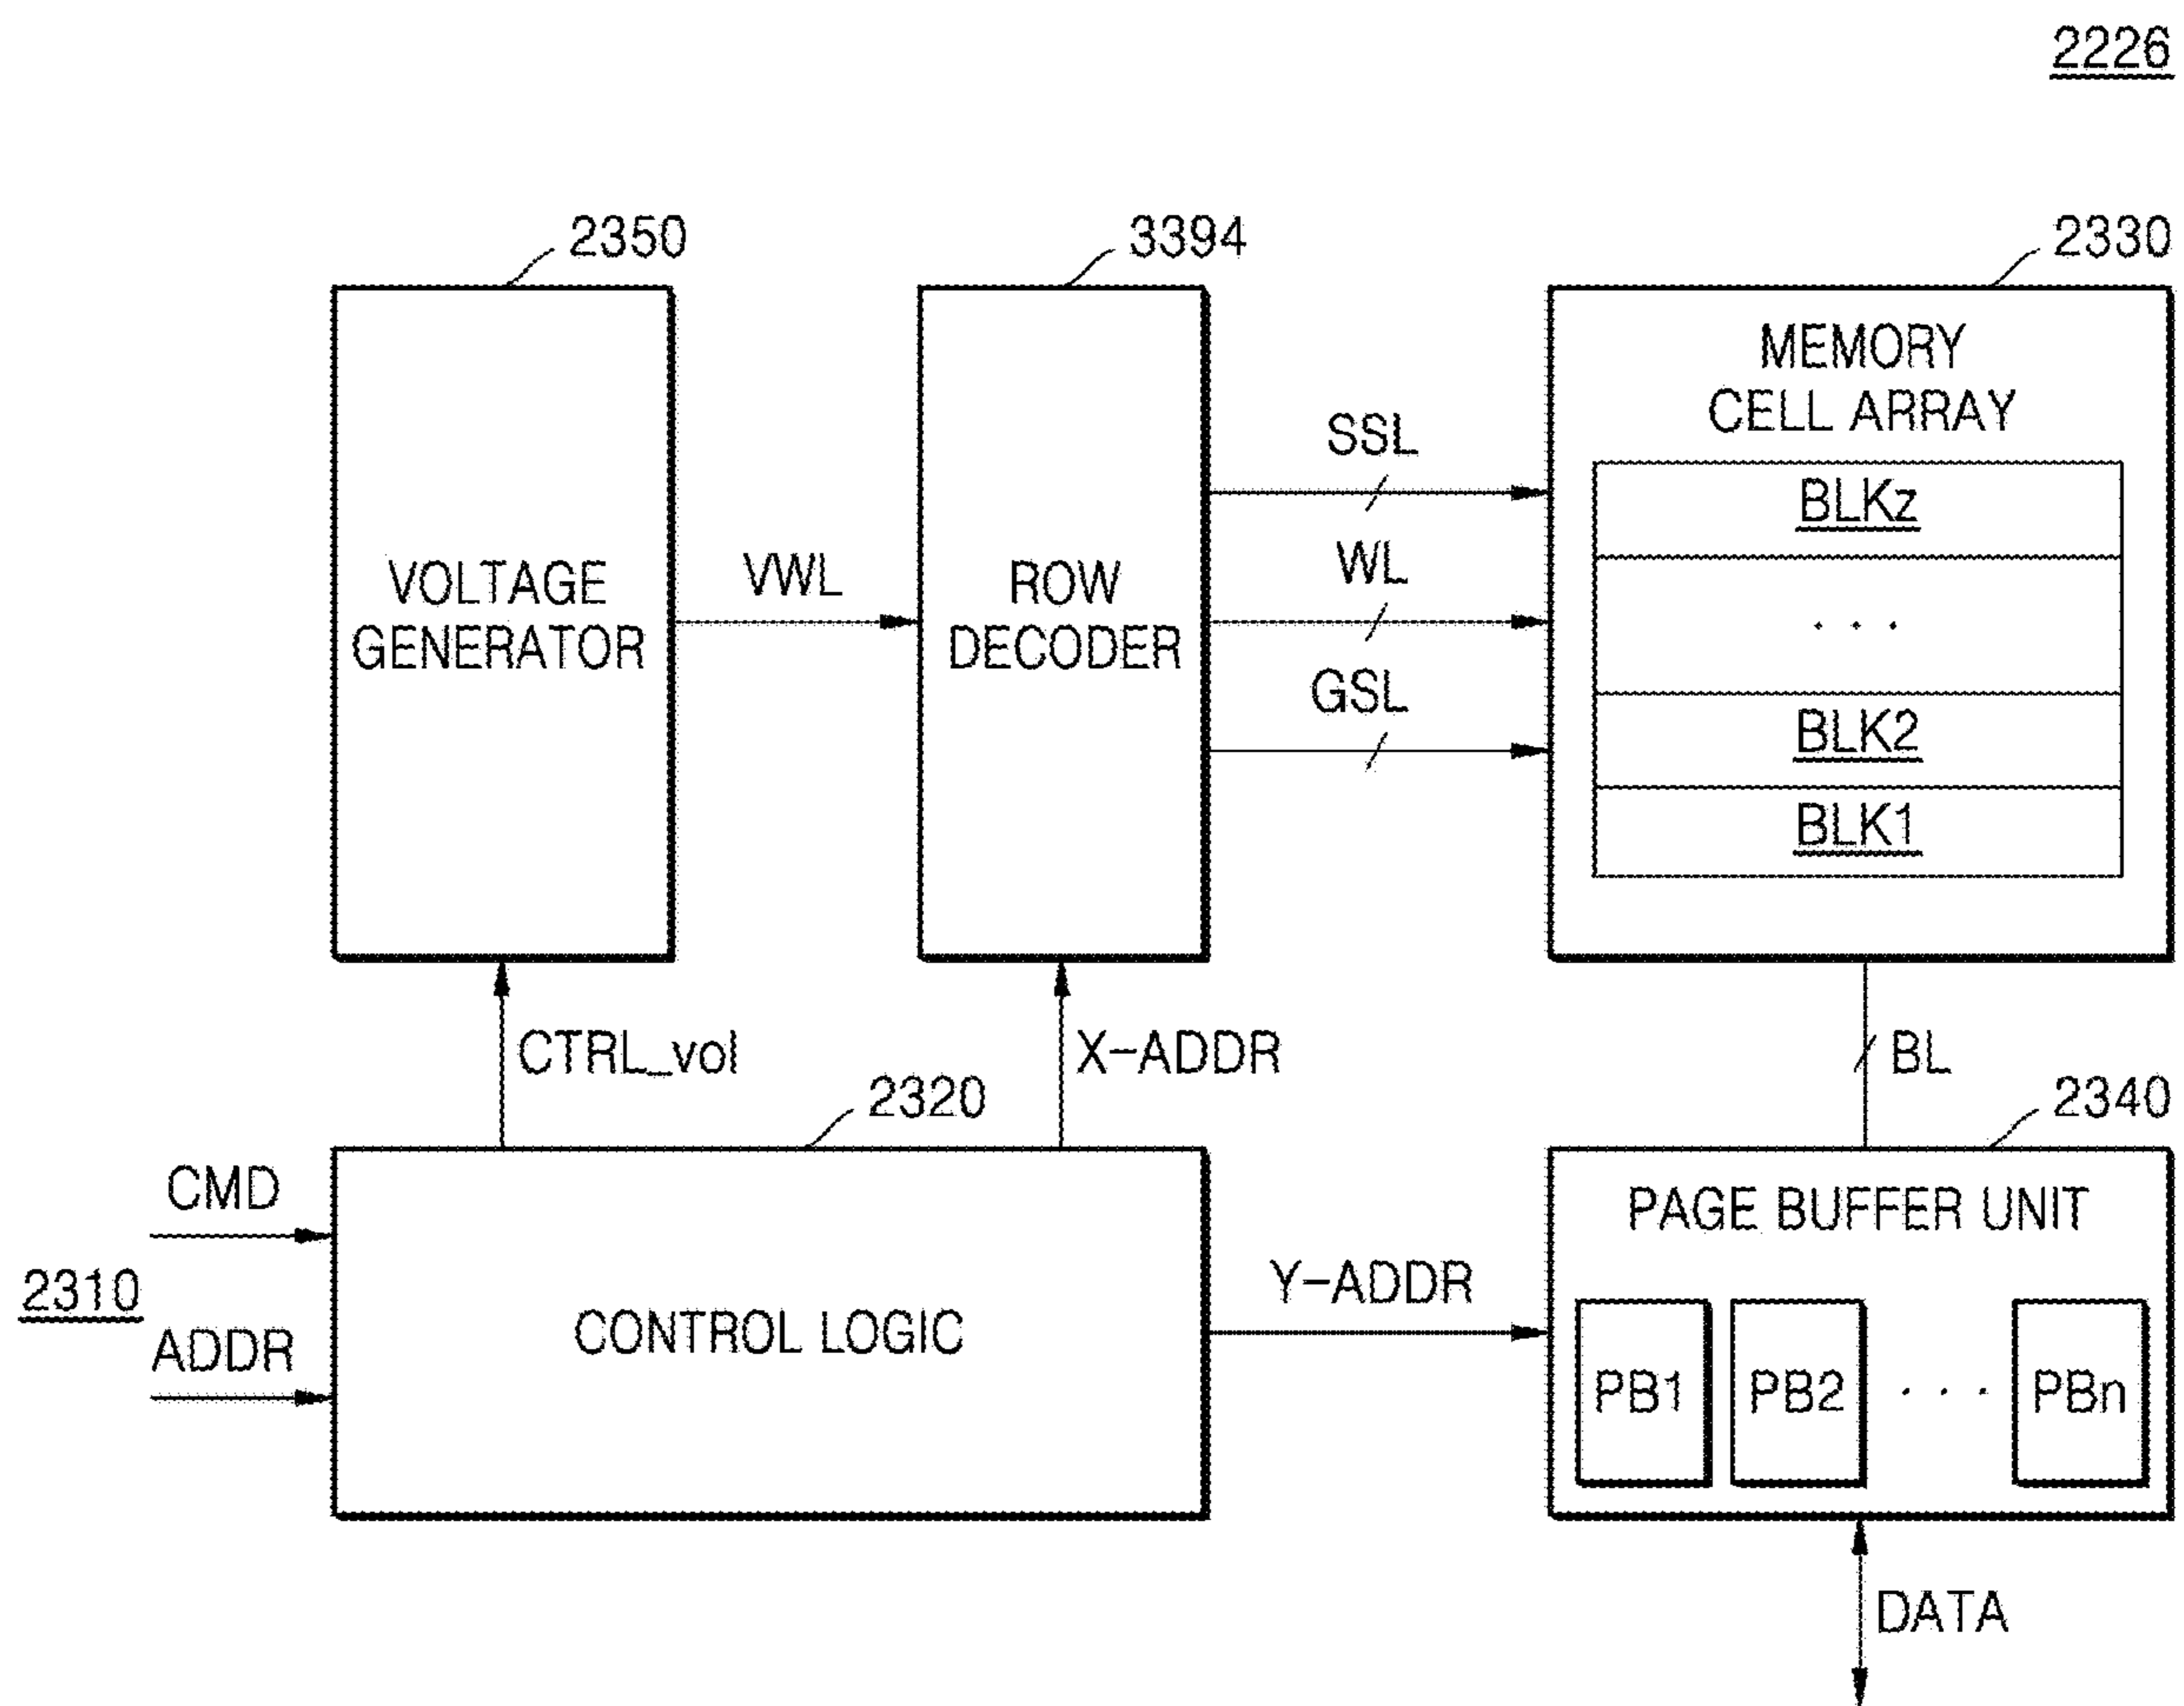 2226
2350
3394
2330
MEMORY
CELL ARRAY
SSL
BLKz
VOLTAGE
GENERATOR
VWL
ROW
DECODER
WL
. . .
GSL
BLK2
BLK1
CTRL_vol
X-ADDR
BL
2320
2340
CMD
PAGE BUFFER UNIT
2310
Y-ADDR
ADDR
CONTROL LOGIC
PB1 PB2 . . . PBn
DATA